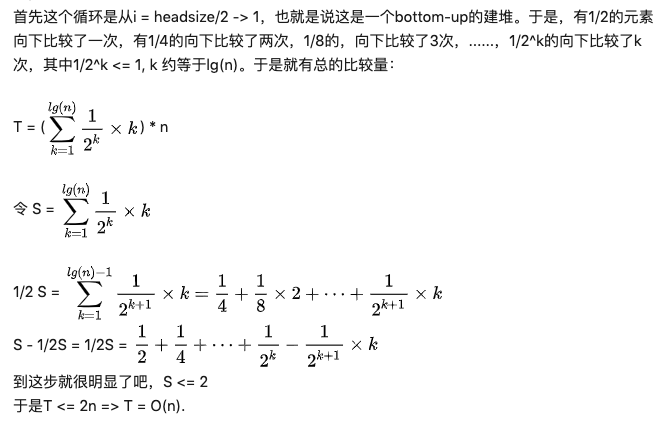 首先这个循环是从i = headsize/2 -> 1，也就是说这是一个bottom-up的建堆。于是，有1/2的元素
向下比较了一次，有1/4的向下比较了两次，1/8的，向下比较了3次，......，1/2^k的向下比较了k
次，其中1/2^k <= 1, k 约等于lg(n)。于是就有总的比较量：
T = ( \sum_{k=1}^{lg(n)} \frac{1}{2^k} × k ) * n
令 S = \sum_{k=1}^{lg(n)} \frac{1}{2^k} × k
1/2 S = \sum_{k=1}^{lg(n)-1} \frac{1}{2^{k+1}} × k = \frac{1}{4} + \frac{1}{8} × 2 + ⋯ + \frac{1}{2^{k+1}} × k
S - 1/2S = 1/2S = \frac{1}{2} + \frac{1}{4} + ⋯ + \frac{1}{2^k} − \frac{1}{2^{k+1}} × k
到这步就很明显了吧，S <= 2
于是T <= 2n => T = O(n).